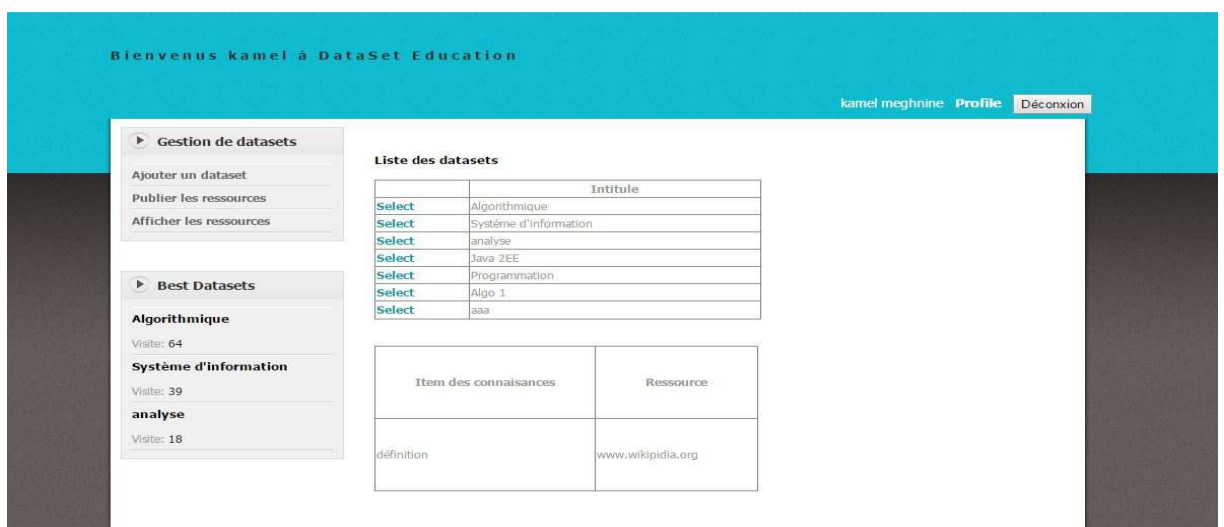 Bienvenus kamel à DataSet Education
kamel meghnine Profile Déconxion
Gestion de datasets
Ajouter un dataset
Publier les ressources
Afficher les ressources
Best Datasets
Algorithmique
Visite: 64
Système d'information
Visite: 39
analyse
Visite: 18
Liste des datasets
Intitule
Select Algorithmique
Select Système d'information
Select analyse
Select Java 2EE
Select Programmation
Select Algo 1
Select aaa
Item des connaisances Ressource
définition www.wikipidia.org